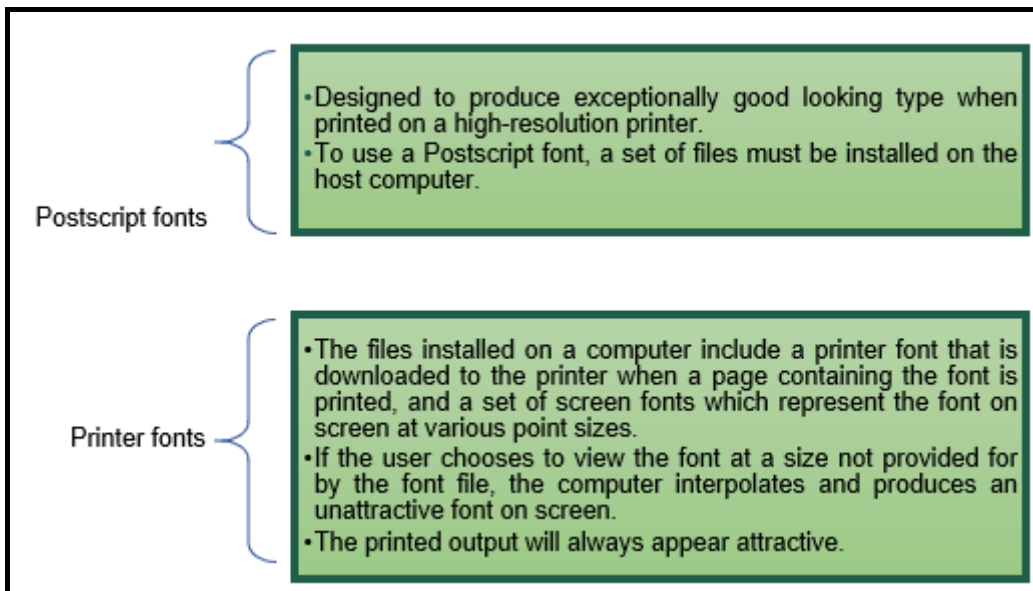 Postscript fonts
•Designed to produce exceptionally good looking type when
printed on a high-resolution printer.
•To use a Postscript font, a set of files must be installed on the
host computer.
Printer fonts
•The files installed on a computer include a printer font that is
downloaded to the printer when a page containing the font is
printed, and a set of screen fonts which represent the font on
screen at various point sizes.
•If the user chooses to view the font at a size not provided for
by the font file, the computer interpolates and produces an
unattractive font on screen.
•The printed output will always appear attractive.